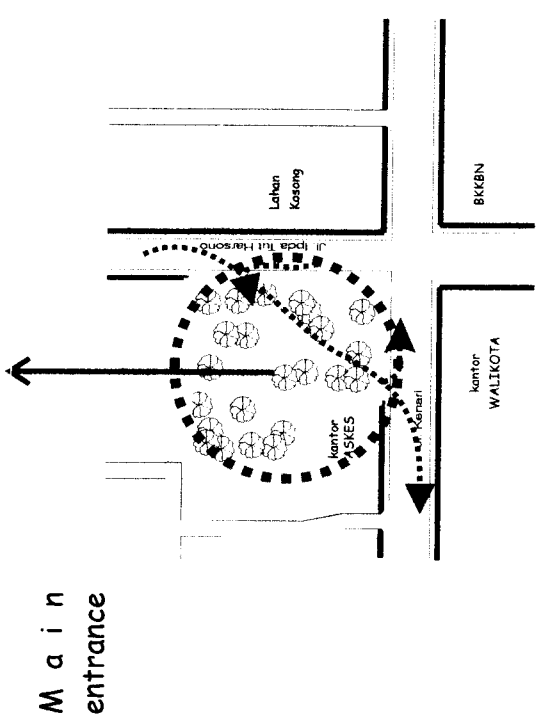 M a i n
entrance
Jl Ipda Tut Harsono
Lahan
Kosong
BKKBN
kantor
ASKES
Kenari
kantor
WALIKOTA